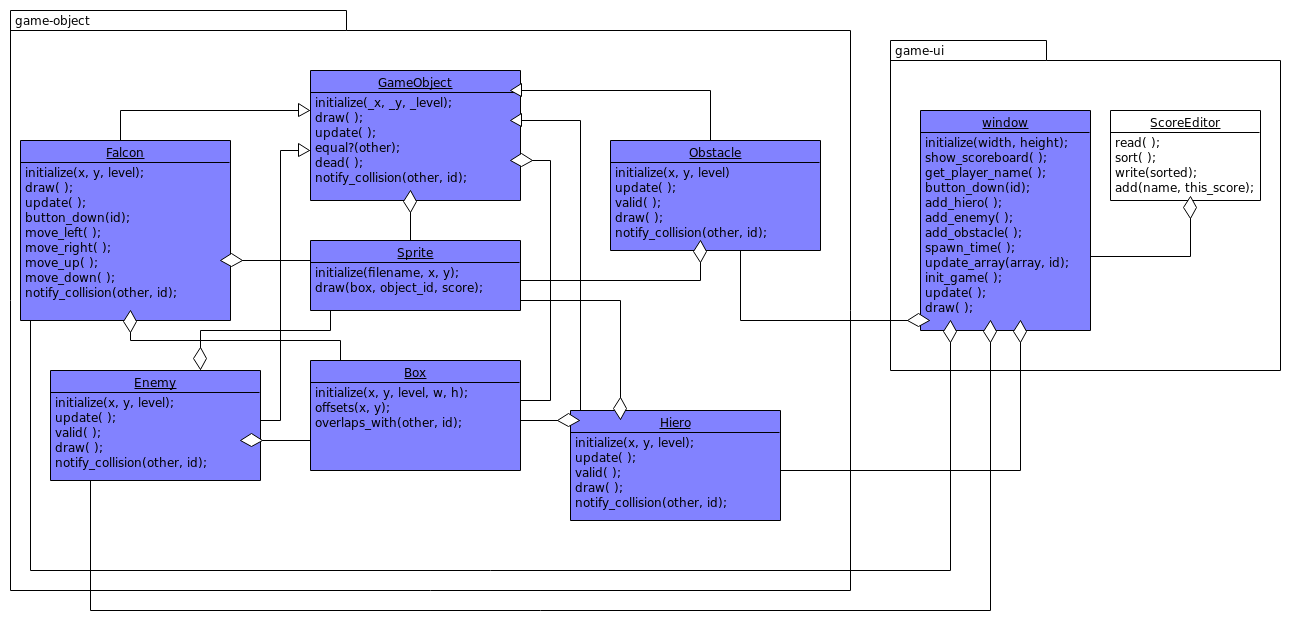 game-object
GameObject
initialize(_x, _y, _level);
draw( );
update( );
equal?(other);
dead( );
notify_collision(other, id);
Falcon
initialize(x, y, level);
draw( );
update( );
button_down(id);
move_left( );
move_right( );
move_up( );
move_down( );
notify_collision(other, id);
Obstacle
initialize(x, y, level)
update( );
valid( );
draw( );
notify_collision(other, id);
Sprite
initialize(filename, x, y);
draw(box, object_id, score);
Enemy
initialize(x, y, level);
update( );
valid( );
draw( );
notify_collision(other, id);
Box
initialize(x, y, level, w, h);
offsets(x, y);
overlaps_with(other, id);
Hiero
initialize(x, y, level);
update( );
valid( );
draw( );
notify_collision(other, id);
game-ui
window
initialize(width, height);
show_scoreboard( );
get_player_name( );
button_down(id);
add_hiero( );
add_enemy( );
add_obstacle( );
spawn_time( );
update_array(array, id);
init_game( );
update( );
draw( );
ScoreEditor
read( );
sort( );
write(sorted);
add(name, this_score);